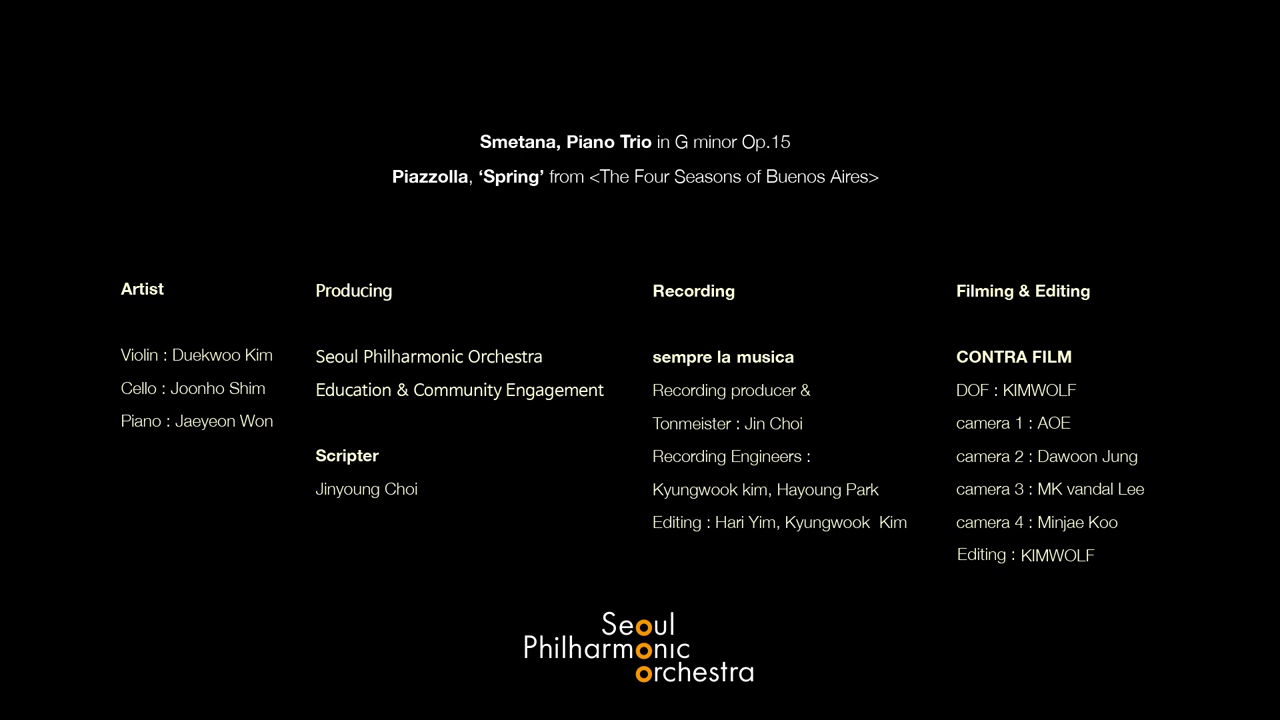 Smetana, Piano Trio in G minor Op.15
Piazzolla, ‘Spring’ from <The Four Seasons of Buenos Aires>
Artist
Violin : Duekwoo Kim
Cello : Joonho Shim
Piano : Jaeyeon Won
Producing
Seoul Philharmonic Orchestra
Education & Community Engagement
Scripter
Jinyoung Choi
Recording
sempre la musica
Recording producer &
Tonmeister : Jin Choi
Recording Engineers :
Kyungwook kim, Hayoung Park
Editing : Hari Yim, Kyungwook  Kim
Filming & Editing
CONTRA FILM
DOF : KIMWOLF
camera 1 : AOE
camera 2 : Dawoon Jung
camera 3 : MK vandal Lee
camera 4 : Minjae Koo
Editing : KIMWOLF
Seoul
Philharmonic
orchestra